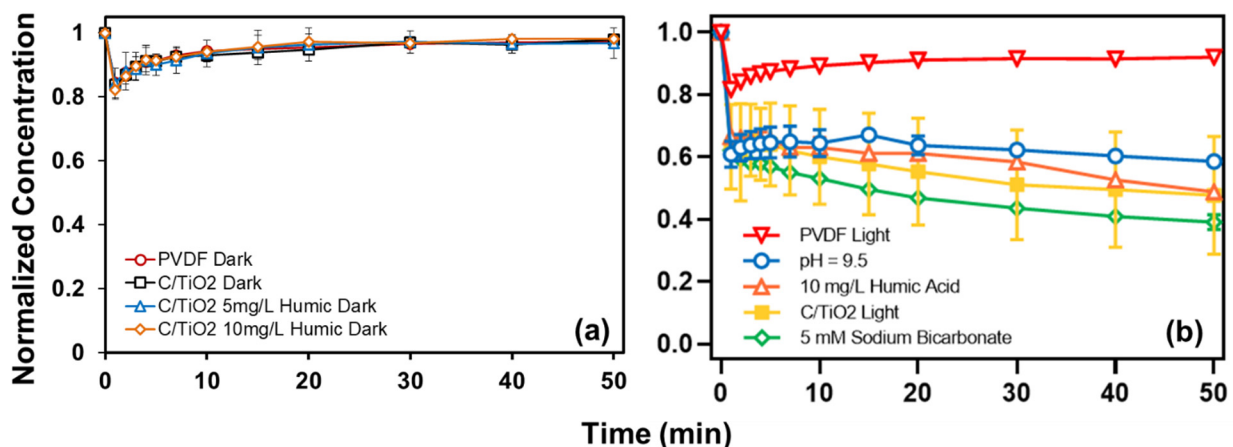 Normalized Concentration
1
0.8
0.6
0.4
0.2
0
PVDF Dark
C/TiO2 Dark
C/TiO2 5mg/L Humic Dark
C/TiO2 10mg/L Humic Dark
(a)
0 10 20 30 40 50
1.0
0.8
0.6
0.4
0.2
0.0
PVDF Light
pH = 9.5
10 mg/L Humic Acid
C/TiO2 Light
5 mM Sodium Bicarbonate
(b)
0 10 20 30 40 50
Time (min)